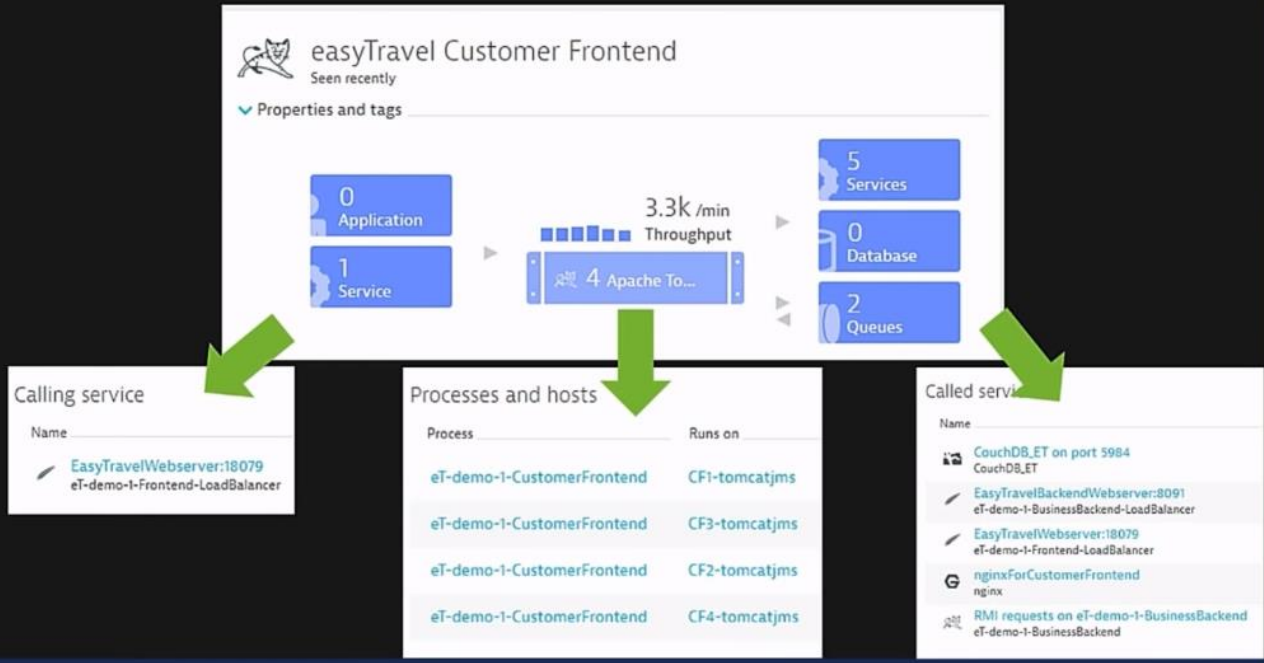 easyTravel Customer Frontend
Seen recently
Properties and tags
0
Application
1
Service
3.3k /min
Throughput
4 Apache To...
5
Services
0
Database
2
Queues
Calling service
Name
EasyTravelWebserver:18079
eT-demo-1-Frontend-LoadBalancer
Processes and hosts
Process Runs on
eT-demo-1-CustomerFrontend CF1-tomcatjms
eT-demo-1-CustomerFrontend CF3-tomcatjms
eT-demo-1-CustomerFrontend CF2-tomcatjms
eT-demo-1-CustomerFrontend CF4-tomcatjms
Called servi
Name
CouchDB_ET on port 5984
CouchDB_ET
EasyTravelBackendWebserver:8091
eT-demo-1-BusinessBackend-LoadBalancer
EasyTravelWebserver:18079
eT-demo-1-Frontend-LoadBalancer
nginxForCustomerFrontend
nginx
RMI requests on eT-demo-1-BusinessBackend
eT-demo-1-BusinessBackend